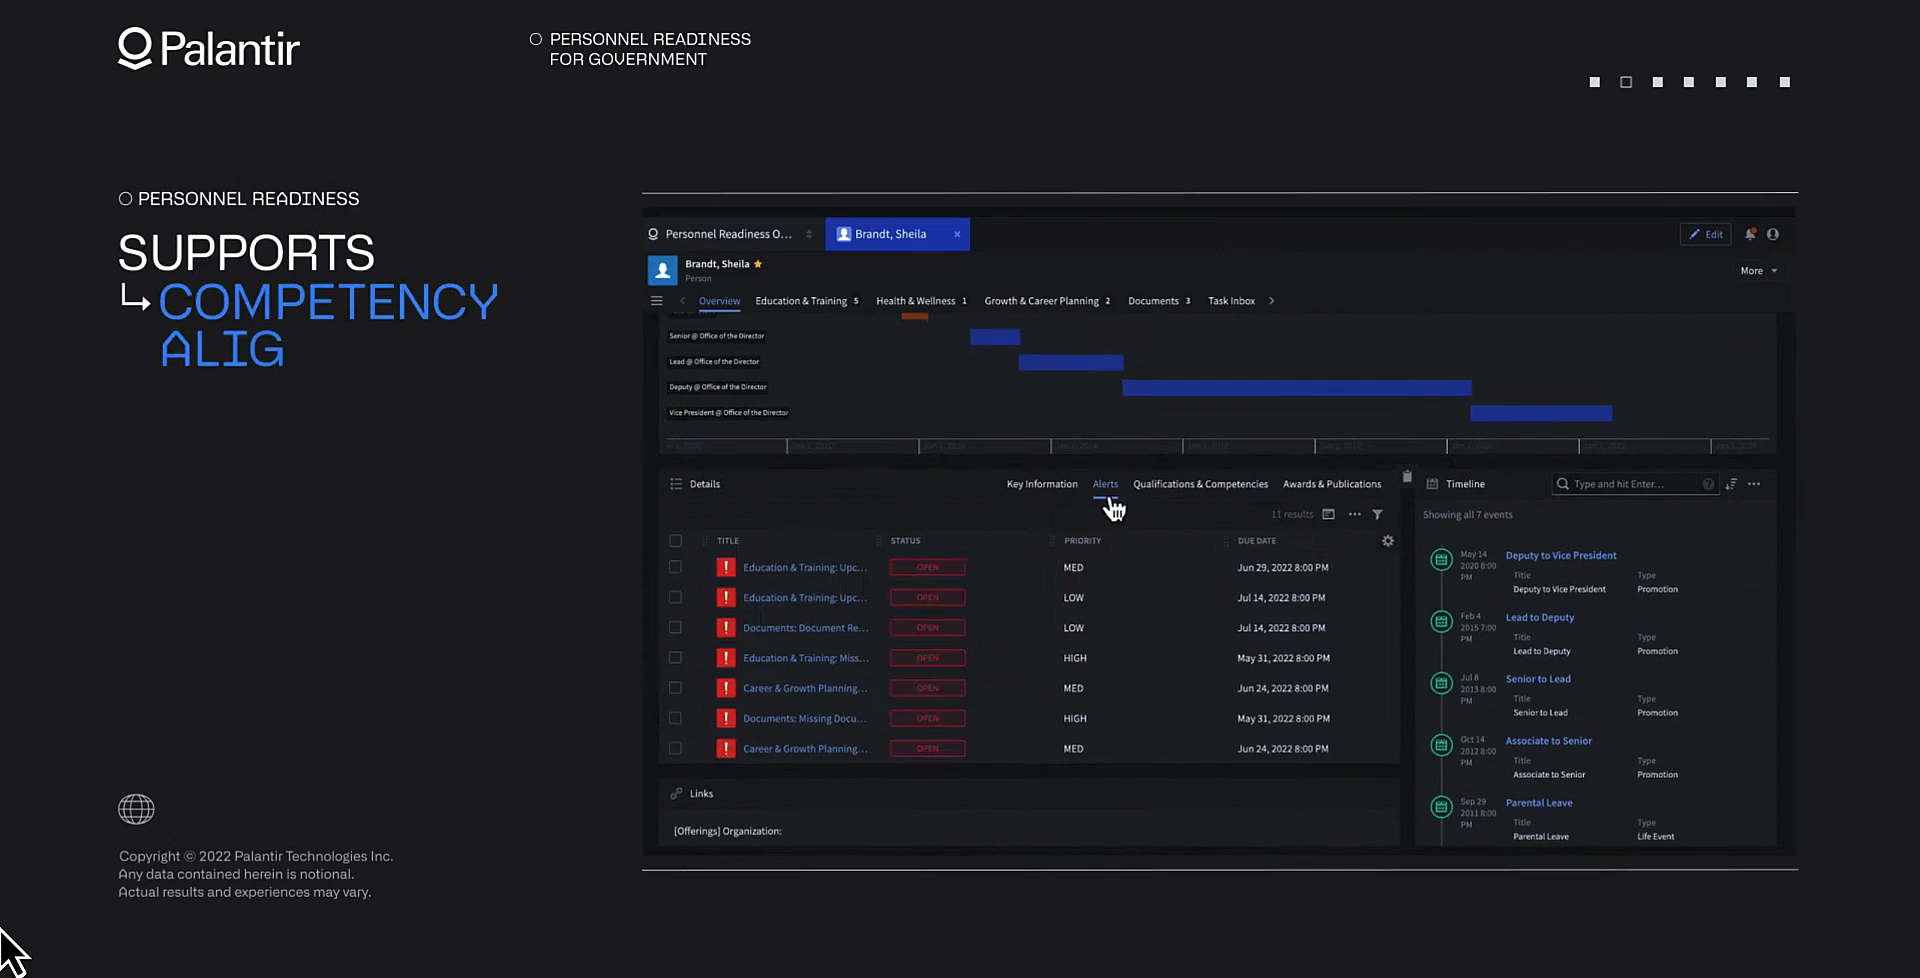 Palantir
PERSONNEL READINESS
FOR GOVERNMENT
PERSONNEL READINESS
SUPPORTS
COMPETENCY
ALIG
Copyright © 2022 Palantir Technologies Inc.
Any data contained herein is notional.
Actual results and experiences may vary.
Personnel Readiness O...
Brandt, Sheila
Edit
Brandt, Sheila
Person
More
Overview Education & Training 5 Health & Wellness 1 Growth & Career Planning 2 Documents 3 Task Inbox
Senior @ Office of the Director
Lead @ Office of the Director
Deputy @ Office of the Director
Vice President @ Office of the Director
Details
Key Information Alerts Qualifications & Competencies Awards & Publications
11 results
TITLE STATUS PRIORITY DUE DATE
Education & Training: Upc... OPEN MED Jun 29, 2022 8:00 PM
Education & Training: Upc... OPEN LOW Jul 14, 2022 8:00 PM
Documents: Document Re... OPEN LOW Jul 14, 2022 8:00 PM
Education & Training: Miss... OPEN HIGH May 31, 2022 8:00 PM
Career & Growth Planning... OPEN MED Jun 24, 2022 8:00 PM
Documents: Missing Docu... OPEN HIGH May 31, 2022 8:00 PM
Career & Growth Planning... OPEN MED Jun 24, 2022 8:00 PM
Links
[Offerings] Organization:
Timeline
Type and hit Enter...
Showing all 7 events
May 14
2020 8:00
PM
Deputy to Vice President
Title Type
Deputy to Vice President Promotion
Feb 4
2015 7:00
PM
Lead to Deputy
Title Type
Lead to Deputy Promotion
Jul 8
2013 8:00
PM
Senior to Lead
Title Type
Senior to Lead Promotion
Oct 14
2012 8:00
PM
Associate to Senior
Title Type
Associate to Senior Promotion
Sep 29
2011 8:00
PM
Parental Leave
Title Type
Parental Leave Life Event